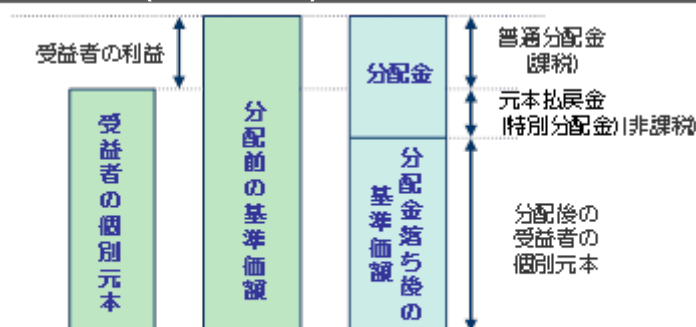 受益者の利益
普通分配金
(課税)
分配金
元本払戻金
(特別分配金)(非課税)
受益者の個別元本
分配前の基準価額
分配金落ち後の
基準価額
分配後の
受益者の
個別元本